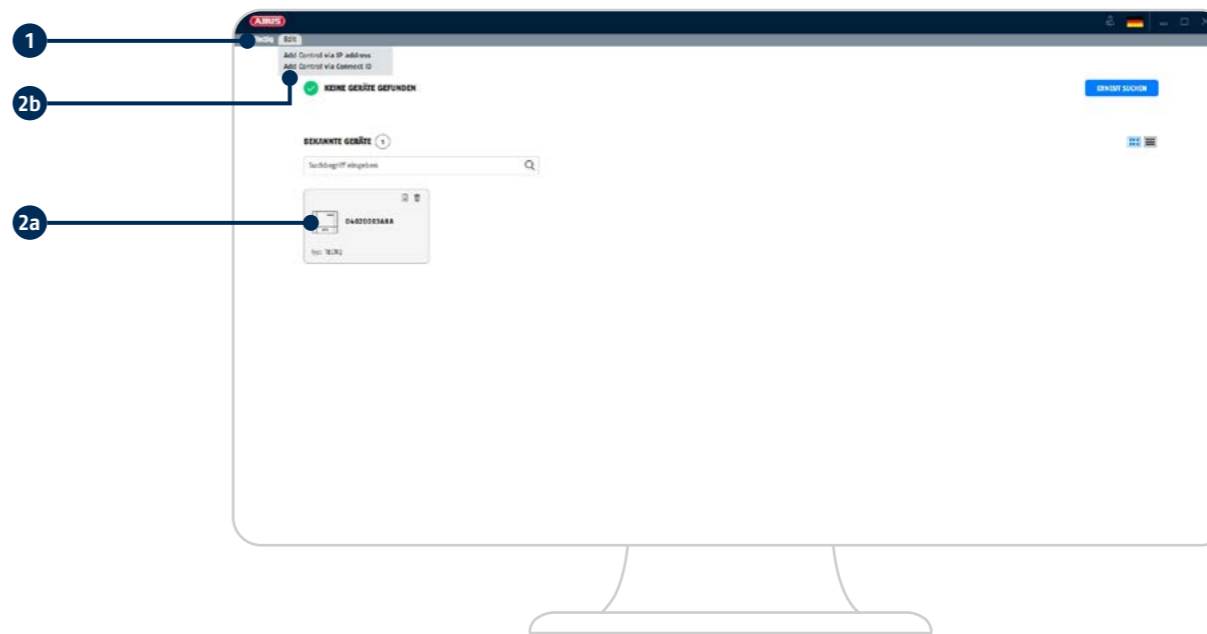 ABUS
1
Edit
Add Control via IP address
Add Control via Connect ID
2b
KEINE GERÄTE GEFUNDEN
ERNEUT SUCHEN
BEKANNTE GERÄTE 1
Suchbegriff eingeben
2a
Typ: